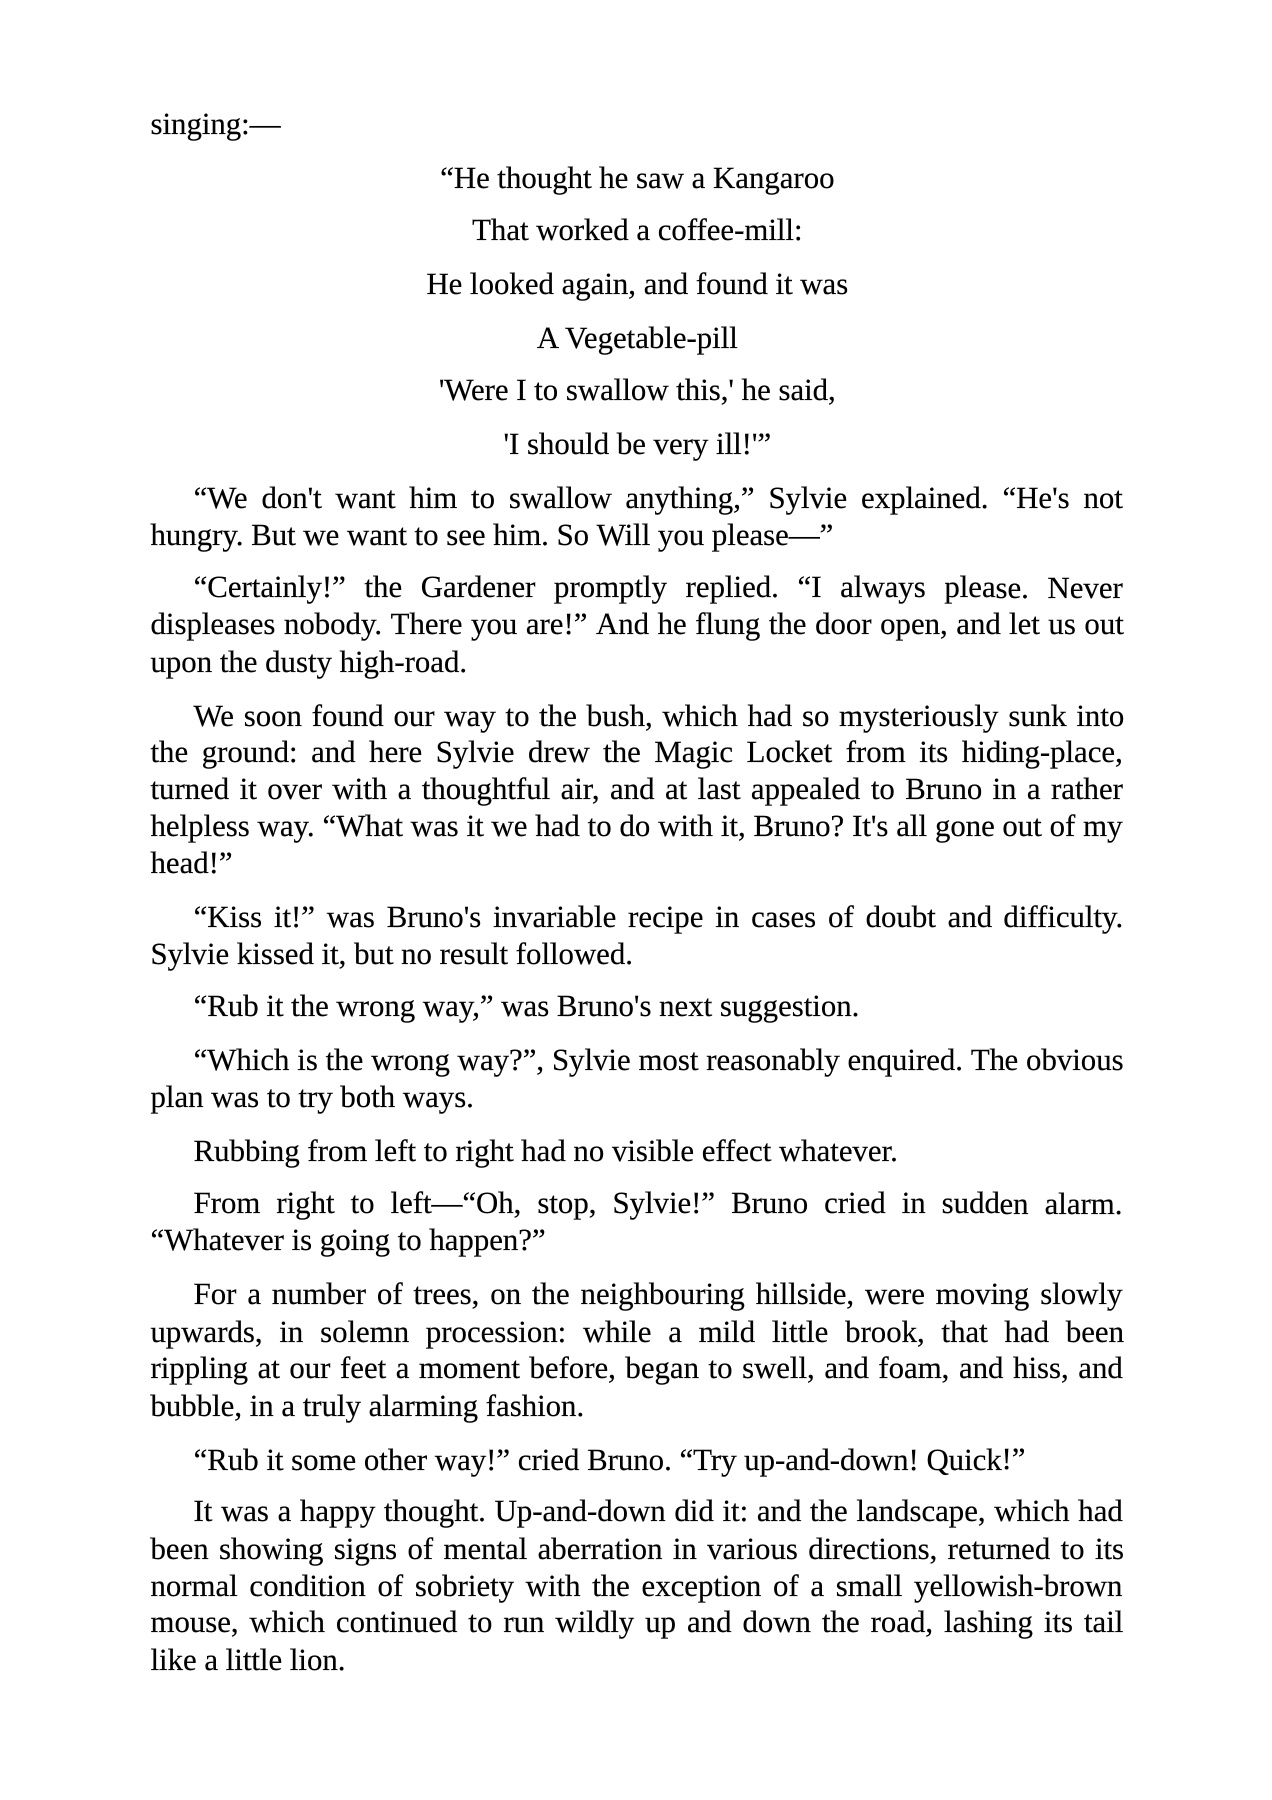 singing:—
“He thought he saw a Kangaroo
That worked a coffee-mill:
He looked again, and found it was
A Vegetable-pill
'Were I to swallow this,' he said,
'I should be very ill!'”
“We don't want him to swallow anything,” Sylvie explained. “He's not
hungry. But we want to see him. So Will you please—”
“Certainly!” the Gardener promptly replied. “I always please. Never
displeases nobody. There you are!” And he flung the door open, and let us out
upon the dusty high-road.
We soon found our way to the bush, which had so mysteriously sunk into
the ground: and here Sylvie drew the Magic Locket from its hiding-place,
turned it over with a thoughtful air, and at last appealed to Bruno in a rather
helpless way. “What was it we had to do with it, Bruno? It's all gone out of my
head!”
“Kiss it!” was Bruno's invariable recipe in cases of doubt and difficulty.
Sylvie kissed it, but no result followed.
“Rub it the wrong way,” was Bruno's next suggestion.
“Which is the wrong way?”, Sylvie most reasonably enquired. The obvious
plan was to try both ways.
Rubbing from left to right had no visible effect whatever.
From right to left—“Oh, stop, Sylvie!” Bruno cried in sudden alarm.
“Whatever is going to happen?”
For a number of trees, on the neighbouring hillside, were moving slowly
upwards, in solemn procession: while a mild little brook, that had been
rippling at our feet a moment before, began to swell, and foam, and hiss, and
bubble, in a truly alarming fashion.
“Rub it some other way!” cried Bruno. “Try up-and-down! Quick!”
It was a happy thought. Up-and-down did it: and the landscape, which had
been showing signs of mental aberration in various directions, returned to its
normal condition of sobriety with the exception of a small yellowish-brown
mouse, which continued to run wildly up and down the road, lashing its tail
like a little lion.